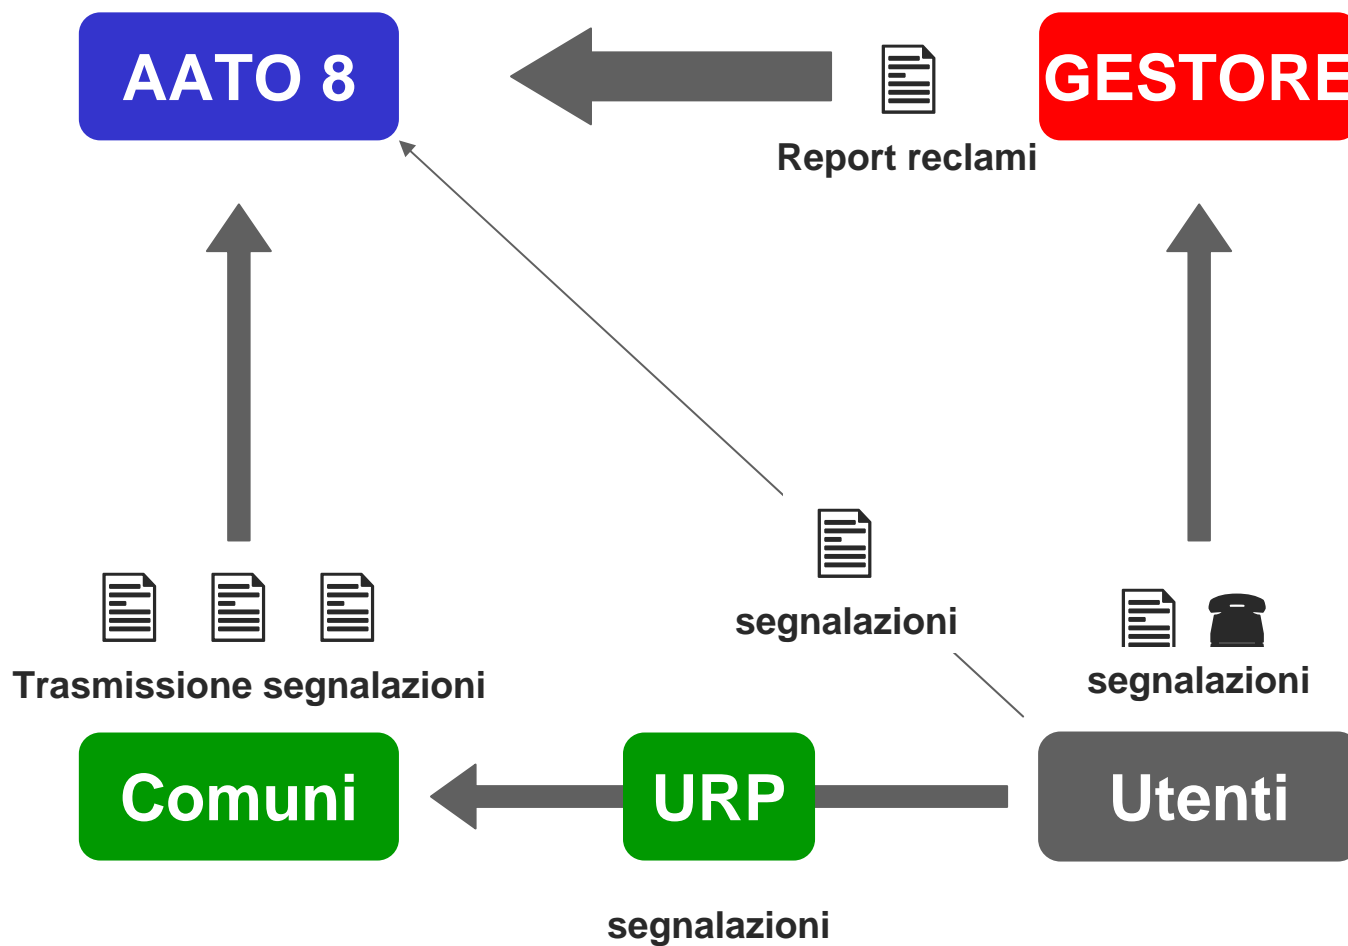 AATO 8
GESTORE
Report reclami
segnalazioni
segnalazioni
Trasmissione segnalazioni
Comuni
URP
Utenti
segnalazioni